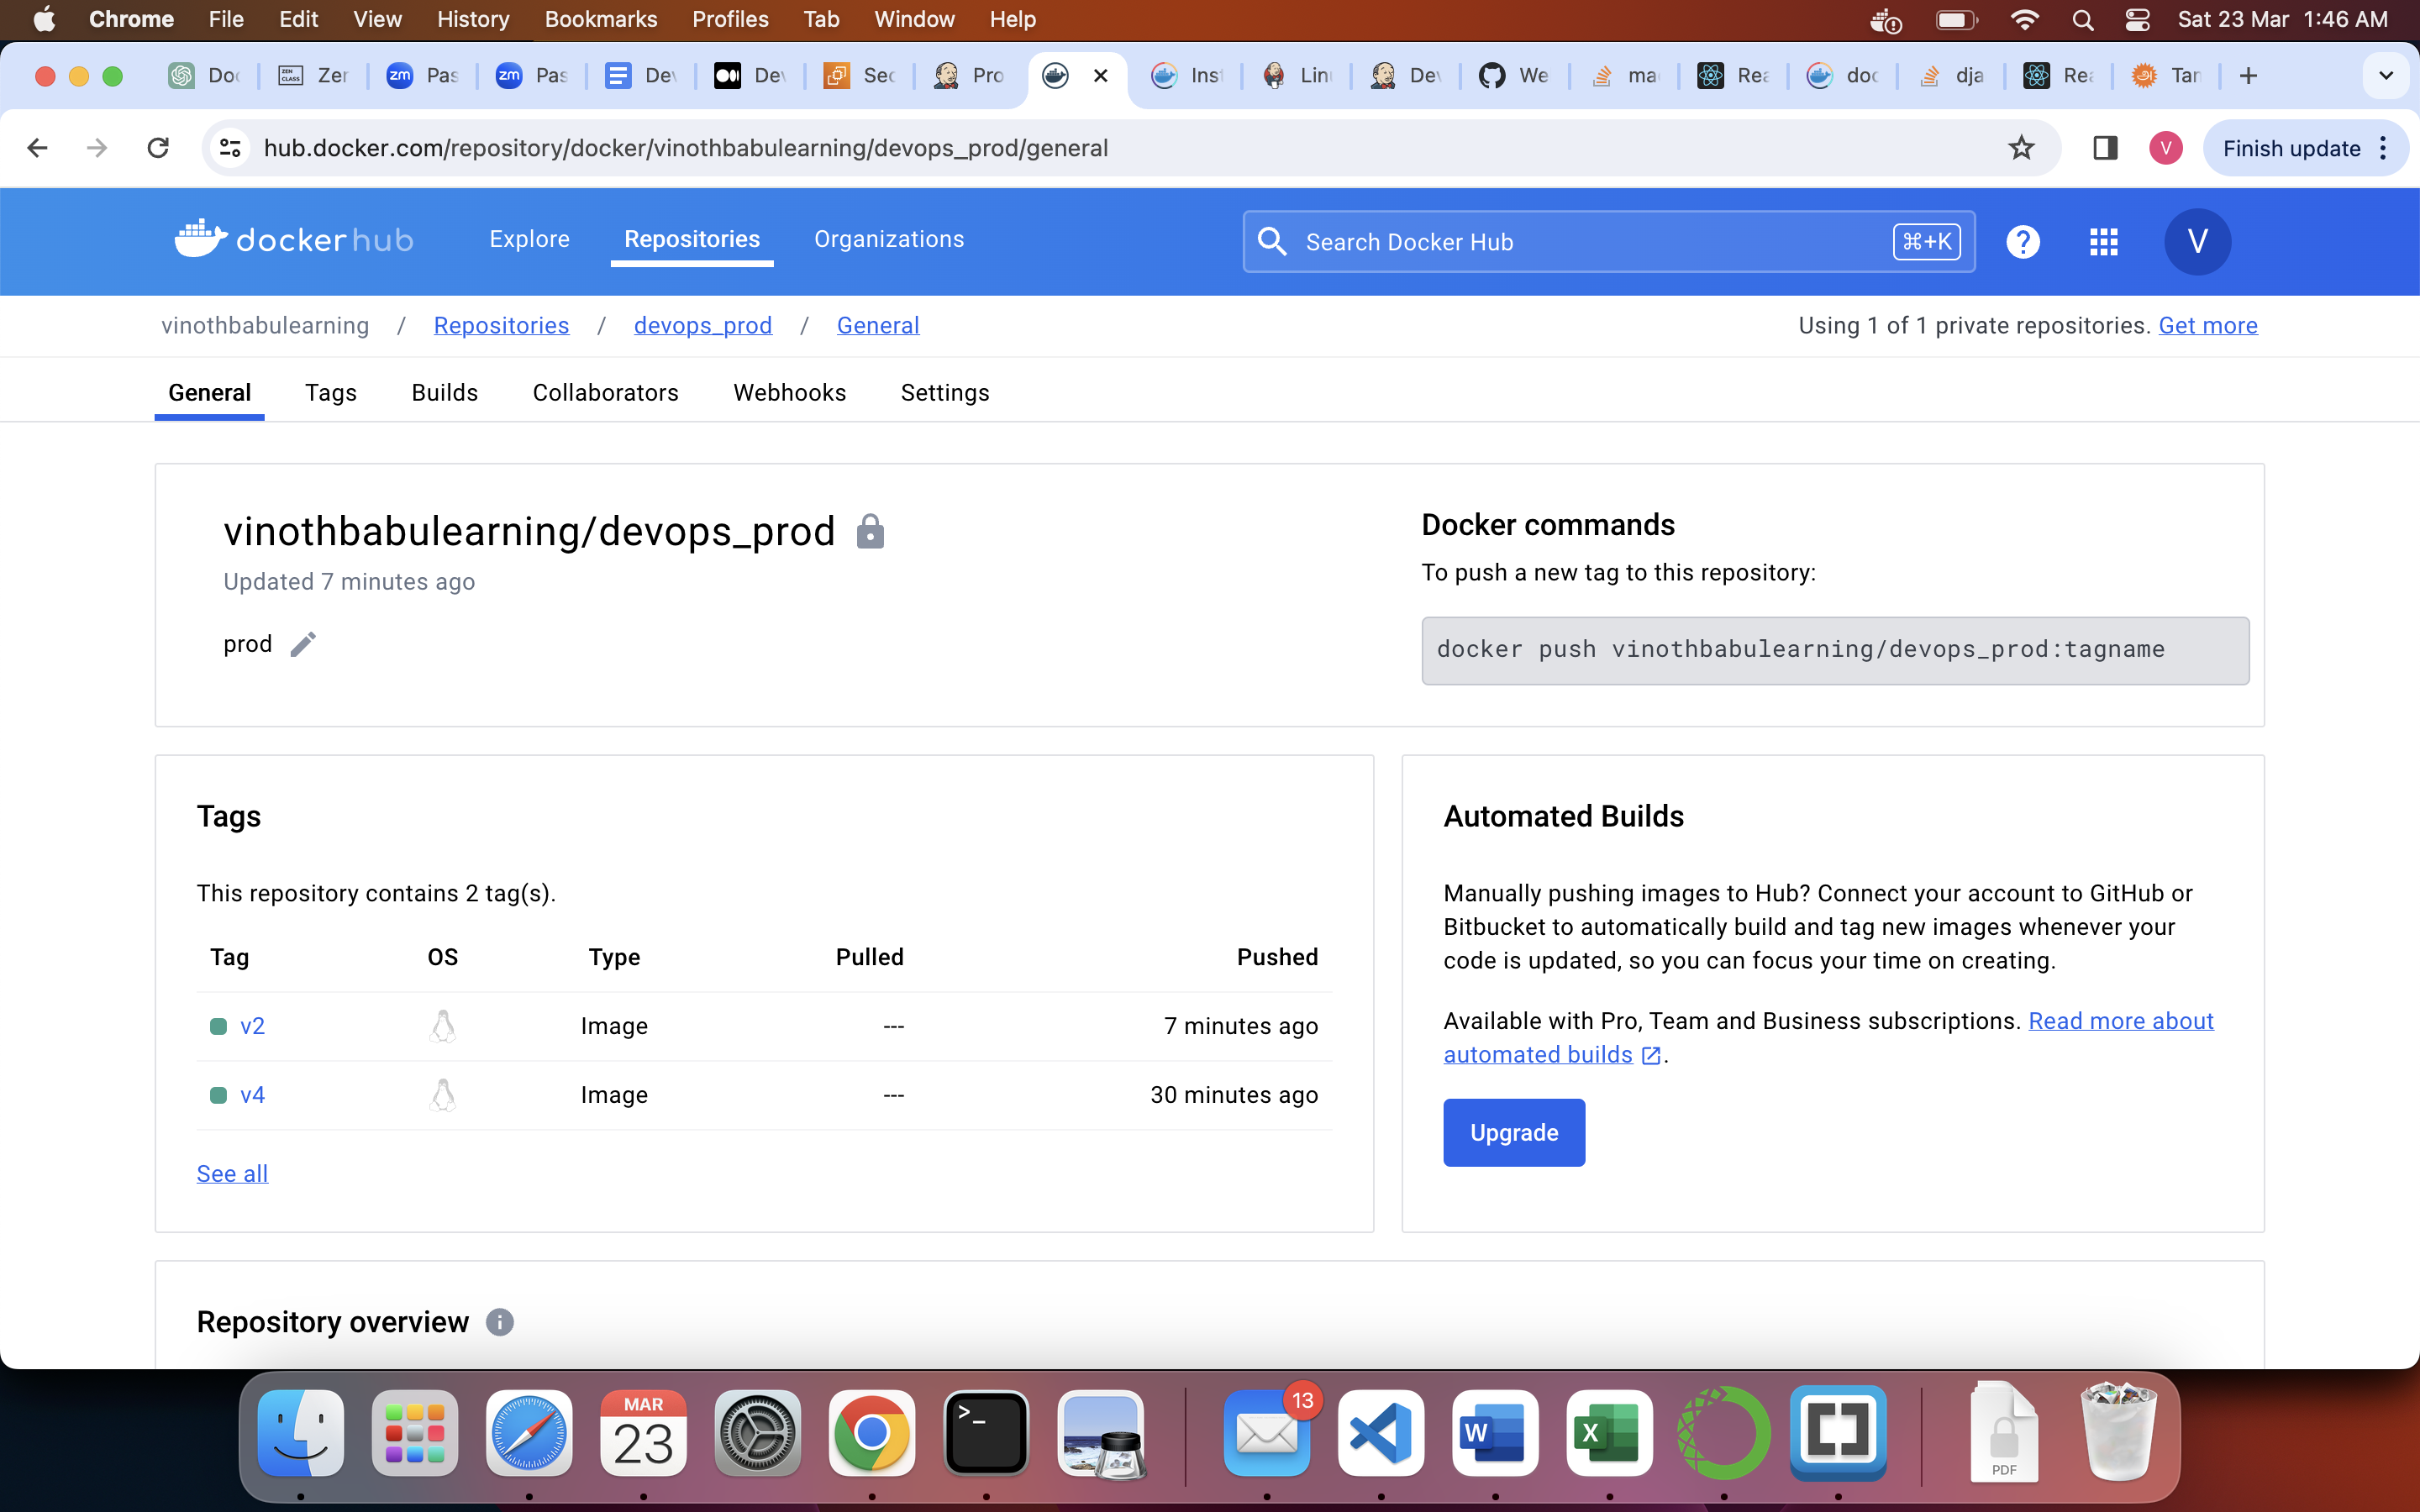 Chrome File Edit View History Bookmarks Profiles Tab Window Help Sat 23 Mar 1:46 AM
Doc Zer Pas Pas Dev Dev Sec Pro Inst Linu Dev We ma Rea doc dja Rea Tan
hub.docker.com/repository/docker/vinothbabulearning/devops_prod/general V Finish update
docker hub Explore Repositories Organizations Search Docker Hub ⌘+K ? V
vinothbabulearning / Repositories / devops_prod / General Using 1 of 1 private repositories. Get more
General Tags Builds Collaborators Webhooks Settings
vinothbabulearning/devops_prod
Updated 7 minutes ago
prod
Docker commands
To push a new tag to this repository:
docker push vinothbabulearning/devops_prod:tagname
Tags
This repository contains 2 tag(s).
Tag OS Type Pulled Pushed
v2 Image --- 7 minutes ago
v4 Image --- 30 minutes ago
See all
Automated Builds
Manually pushing images to Hub? Connect your account to GitHub or
Bitbucket to automatically build and tag new images whenever your
code is updated, so you can focus your time on creating.
Available with Pro, Team and Business subscriptions. Read more about
automated builds .
Upgrade
Repository overview
MAR
23
>_
13
W
X
PDF